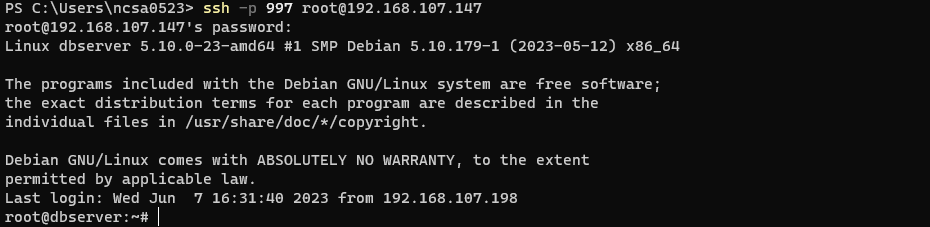 PS C:\Users\ncsa0523> ssh -p 997 root@192.168.107.147
root@192.168.107.147's password:
Linux dbserver 5.10.0-23-amd64 #1 SMP Debian 5.10.179-1 (2023-05-12) x86_64

The programs included with the Debian GNU/Linux system are free software;
the exact distribution terms for each program are described in the
individual files in /usr/share/doc/*/copyright.

Debian GNU/Linux comes with ABSOLUTELY NO WARRANTY, to the extent
permitted by applicable law.
Last login: Wed Jun  7 16:31:40 2023 from 192.168.107.198
root@dbserver:~#